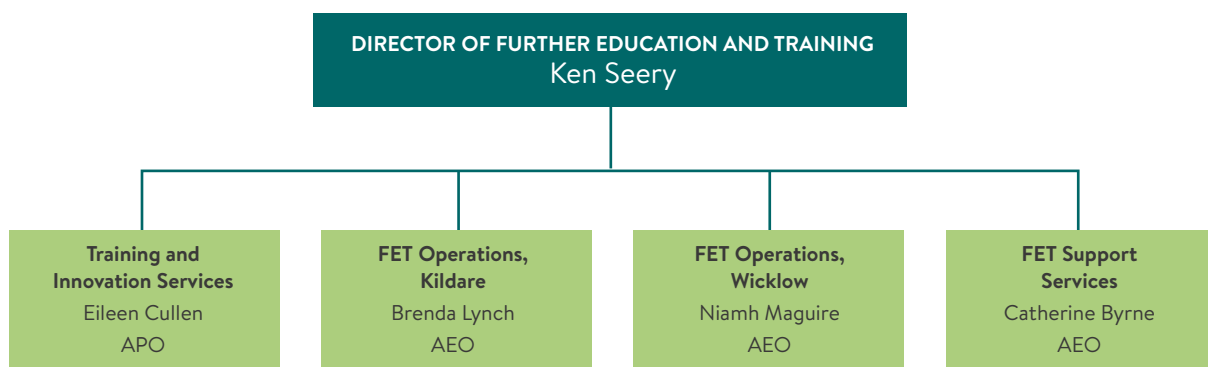 DIRECTOR OF FURTHER EDUCATION AND TRAINING
Ken Seery
Training and
Innovation Services
Eileen Cullen
APO
FET Operations,
Kildare
Brenda Lynch
AEO
FET Operations,
Wicklow
Niamh Maguire
AEO
FET Support
Services
Catherine Byrne
AEO